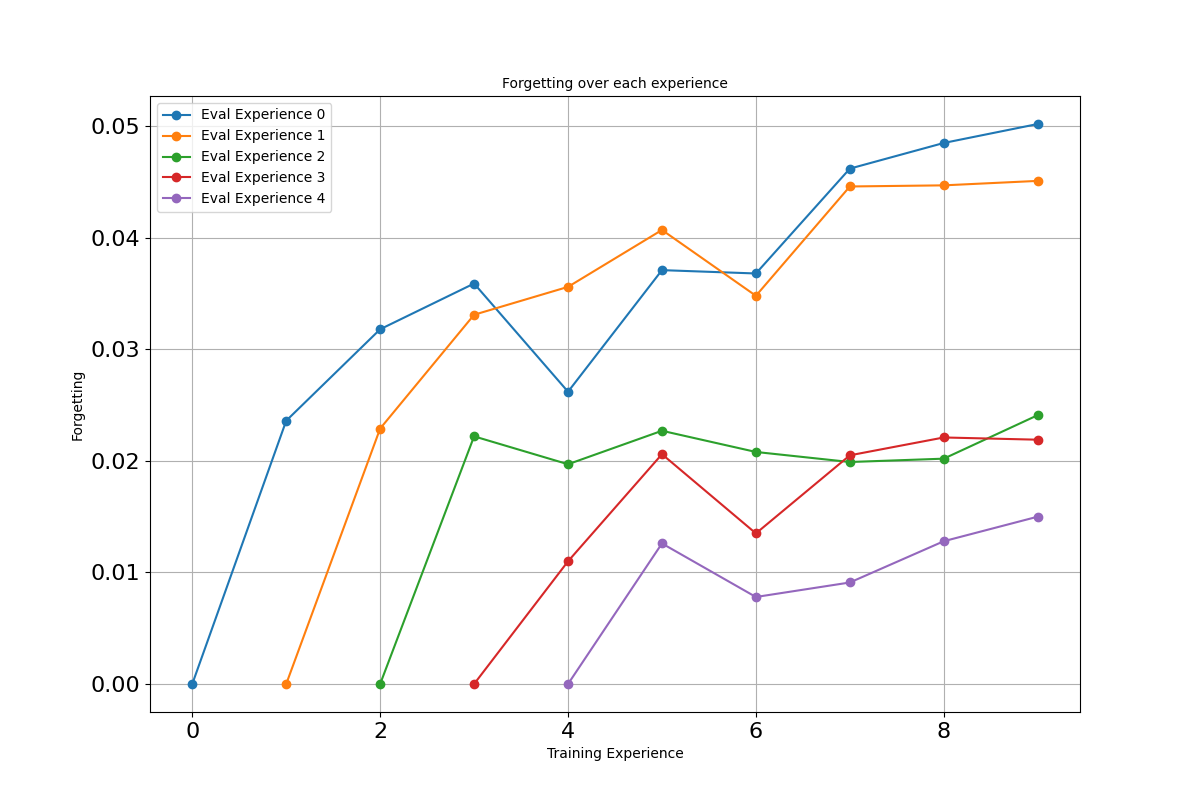 Forgetting over each experience
Eval Experience 0
Eval Experience 1
Eval Experience 2
Eval Experience 3
Eval Experience 4
0.05
0.04
0.03
0.02
0.01
0.00
Forgetting
0 2 4 6 8
Training Experience